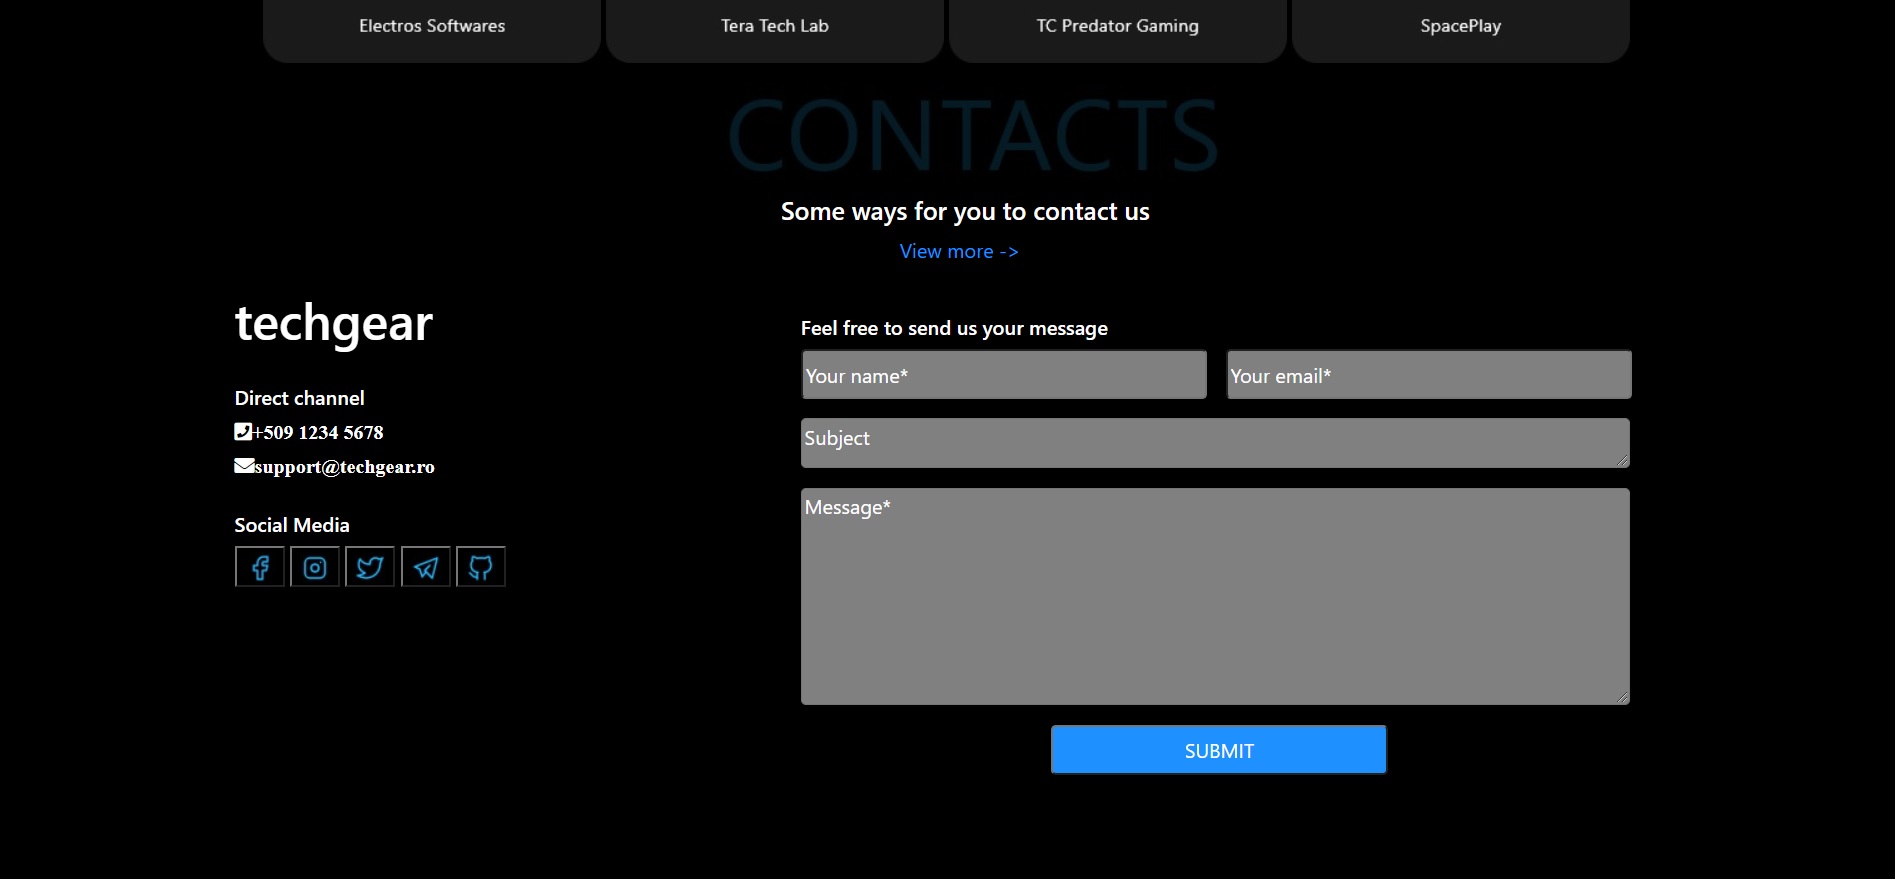 Electros Softwares Tera Tech Lab TC Predator Gaming SpacePlay
CONTACTS
Some ways for you to contact us
View more ->
techgear
Direct channel
+509 1234 5678
support@techgear.ro
Social Media
Feel free to send us your message
Your name* Your email*
Subject
Message*
SUBMIT